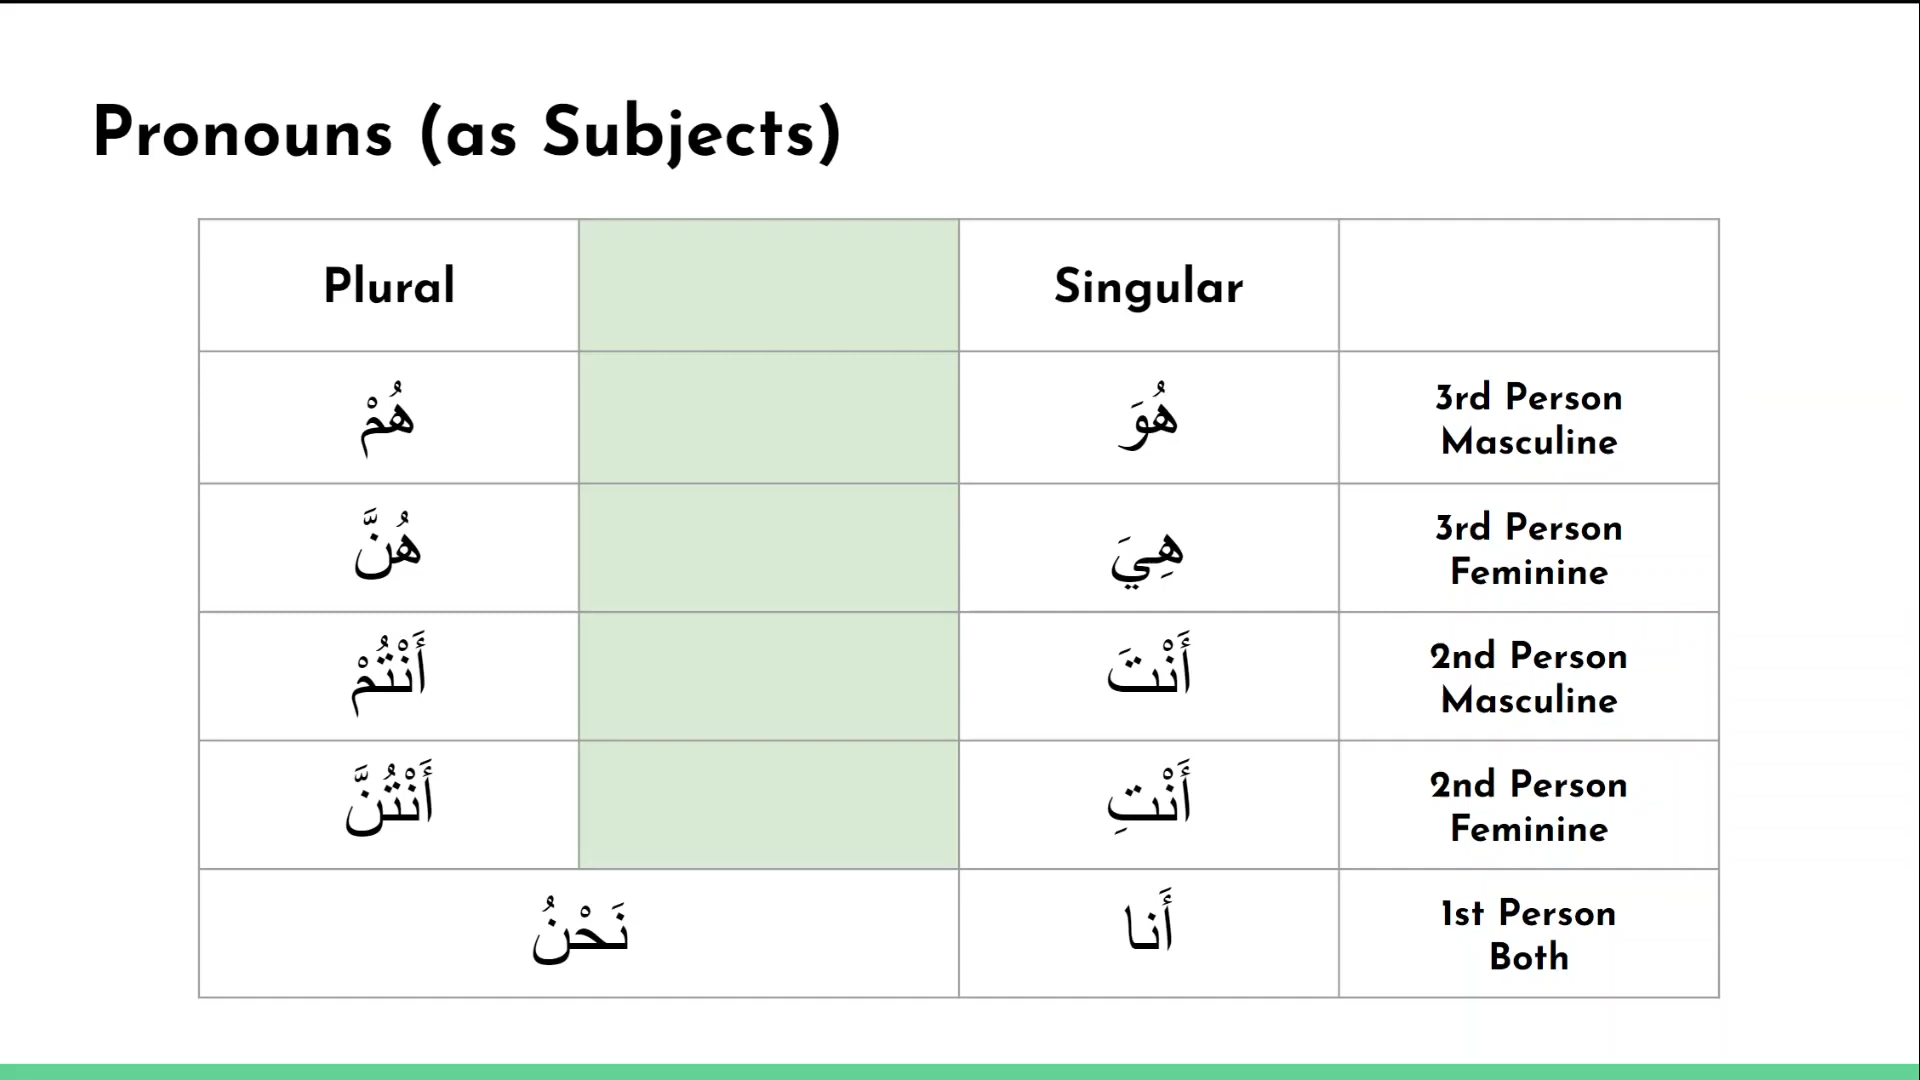 Pronouns (as Subjects)
Plural
Singular
هُمْ
هُوَ
3rd Person
Masculine
هُنَّ
هِيَ
3rd Person
Feminine
أَنْتُمْ
أَنْتَ
2nd Person
Masculine
أَنْتُنَّ
أَنْتِ
2nd Person
Feminine
نَحْنُ
أَنا
1st Person
Both